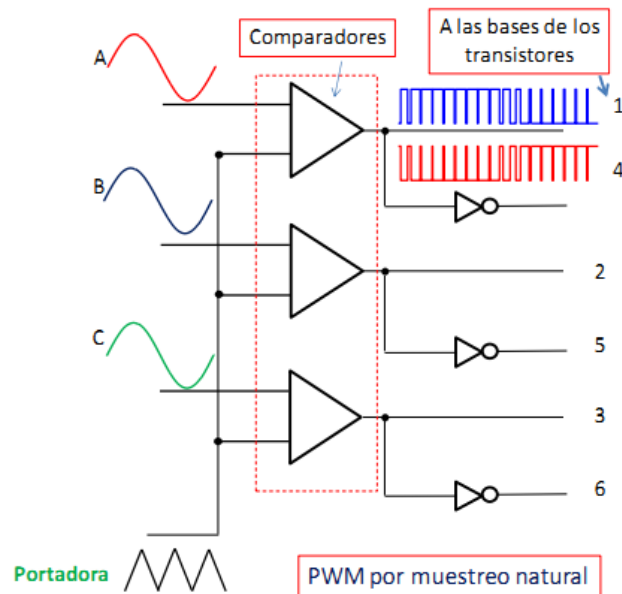 Comparadores
A las bases de los
transistores
A
1
4
B
2
5
C
3
6
Portadora
PWM por muestreo natural